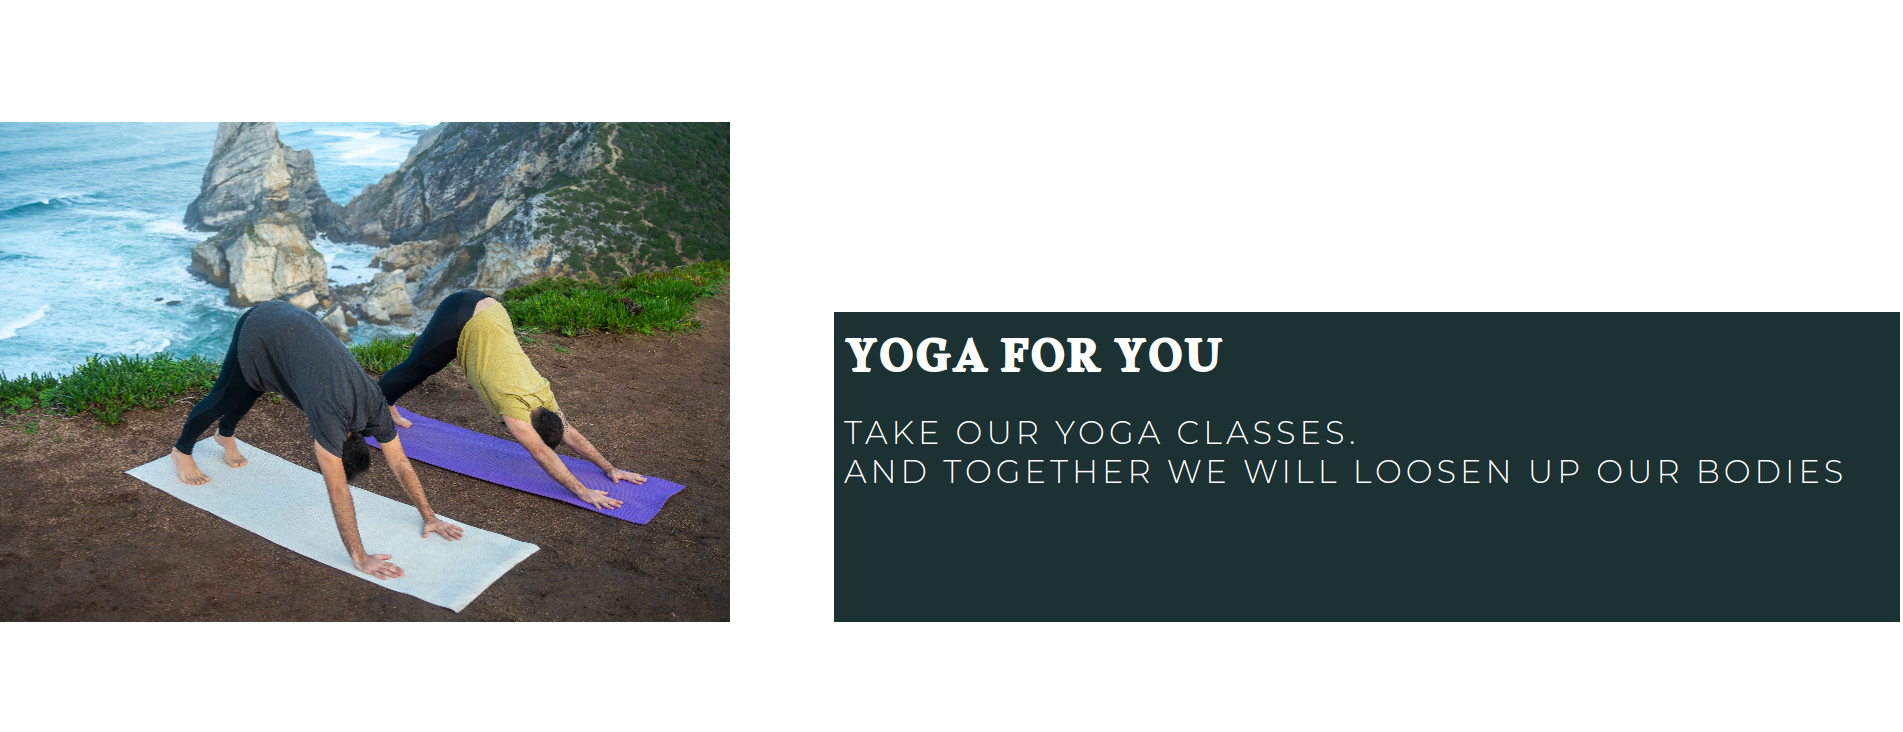 YOGA FOR YOU
TAKE OUR YOGA CLASSES.
AND TOGETHER WE WILL LOOSEN UP OUR BODIES